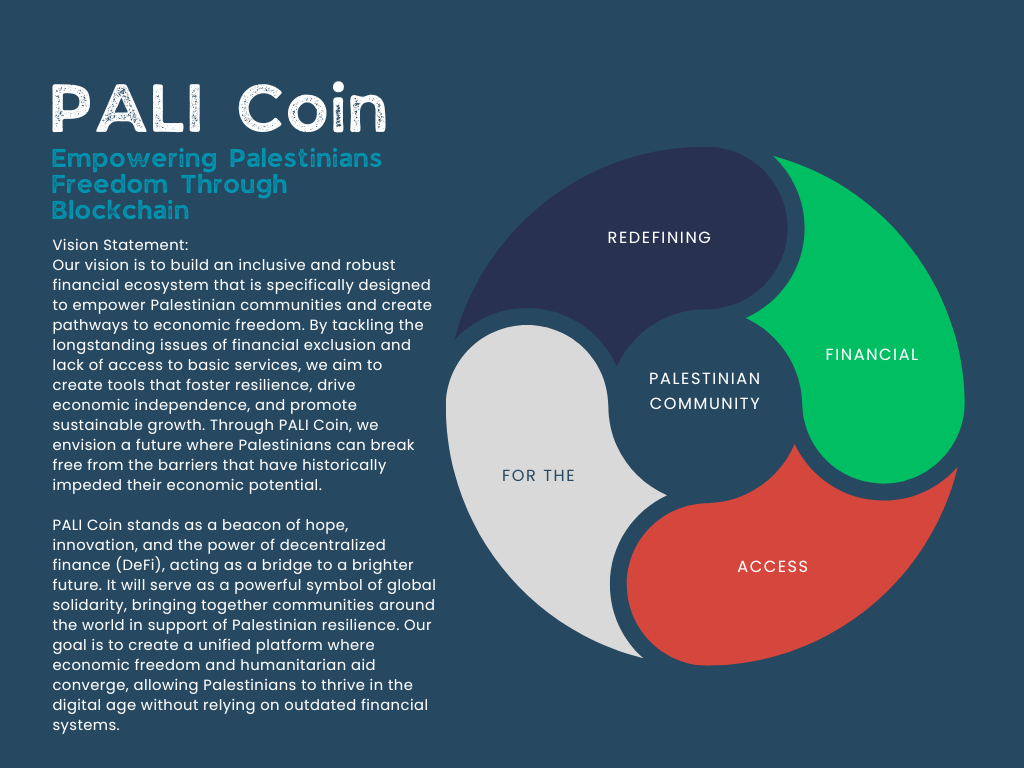 PALI Coin
Empowering Palestinians
Freedom Through
Blockchain
Vision Statement:
Our vision is to build an inclusive and robust
financial ecosystem that is specifically designed
to empower Palestinian communities and create
pathways to economic freedom. By tackling the
longstanding issues of financial exclusion and
lack of access to basic services, we aim to
create tools that foster resilience, drive
economic independence, and promote
sustainable growth. Through PALI Coin, we
envision a future where Palestinians can break
free from the barriers that have historically
impeded their economic potential.
PALI Coin stands as a beacon of hope,
innovation, and the power of decentralized
finance (DeFi), acting as a bridge to a brighter
future. It will serve as a powerful symbol of global
solidarity, bringing together communities around
the world in support of Palestinian resilience. Our
goal is to create a unified platform where
economic freedom and humanitarian aid
converge, allowing Palestinians to thrive in the
digital age without relying on outdated financial
systems.
REDEFINING
FINANCIAL
ACCESS
FOR THE
PALESTINIAN
COMMUNITY